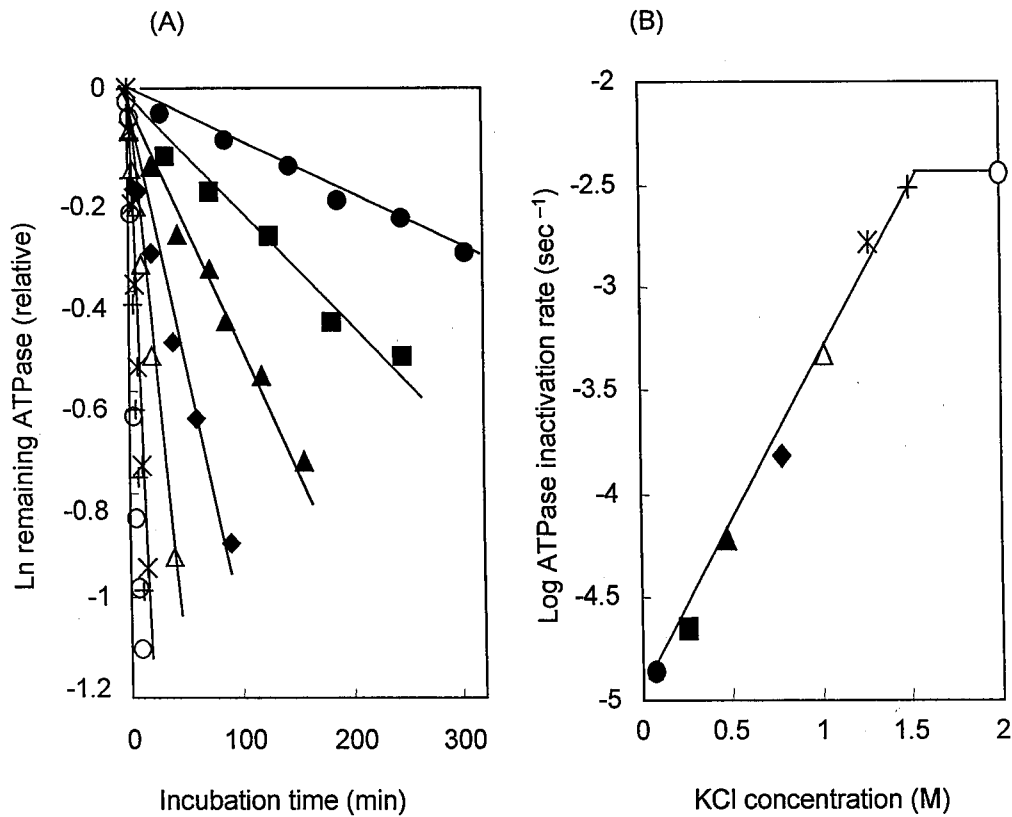 (A)
0
-0.2
-0.4
-0.6
-0.8
-1
-1.2
0 100 200 300
Ln remaining ATPase (relative)
Incubation time (min)
(B)
-2
-2.5
-3
-3.5
-4
-4.5
-5
0 0.5 1 1.5 2
Log ATPase inactivation rate (sec⁻¹)
KCl concentration (M)